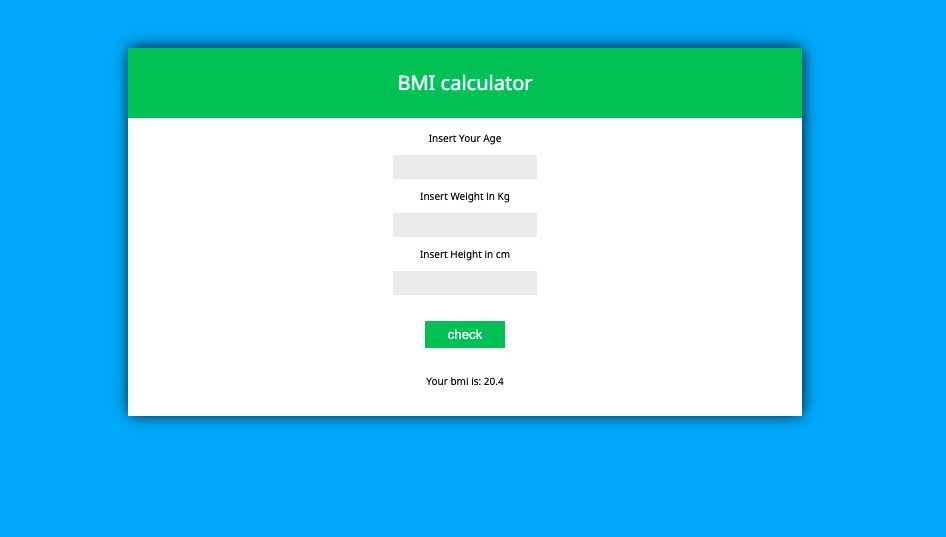 BMI calculator
Insert Your Age
Insert Weight in Kg
Insert Height in cm
check
Your bmi is: 20.4